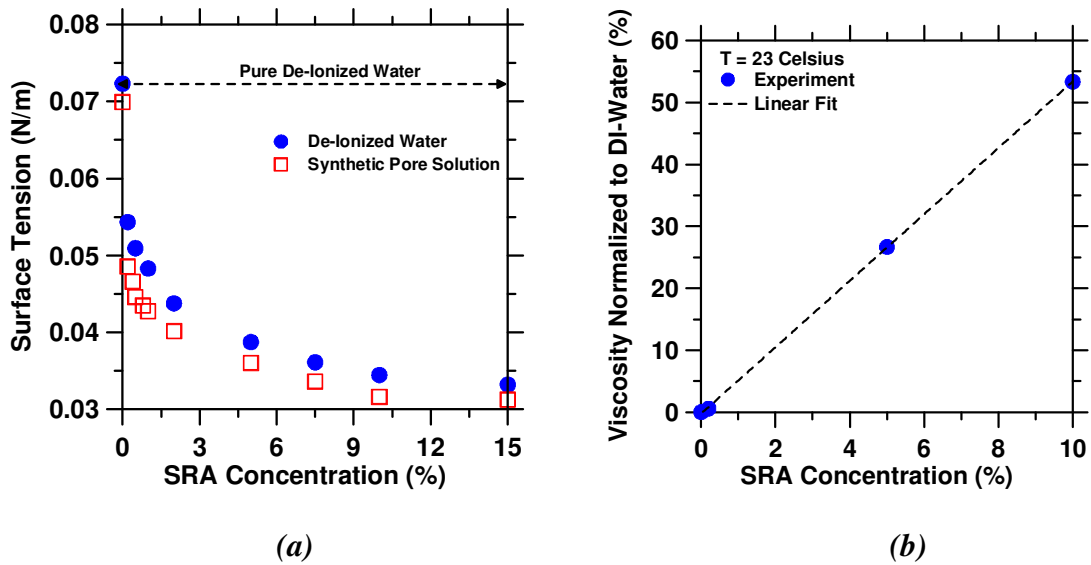 0.08
0.07
0.06
0.05
0.04
0.03
Surface Tension (N/m)
Pure De-Ionized Water
De-Ionized Water
Synthetic Pore Solution
0 3 6 9 12 15
SRA Concentration (%)
(a)
60
50
40
30
20
10
0
Viscosity Normalized to DI-Water (%)
T = 23 Celsius
Experiment
Linear Fit
0 2 4 6 8 10
SRA Concentration (%)
(b)